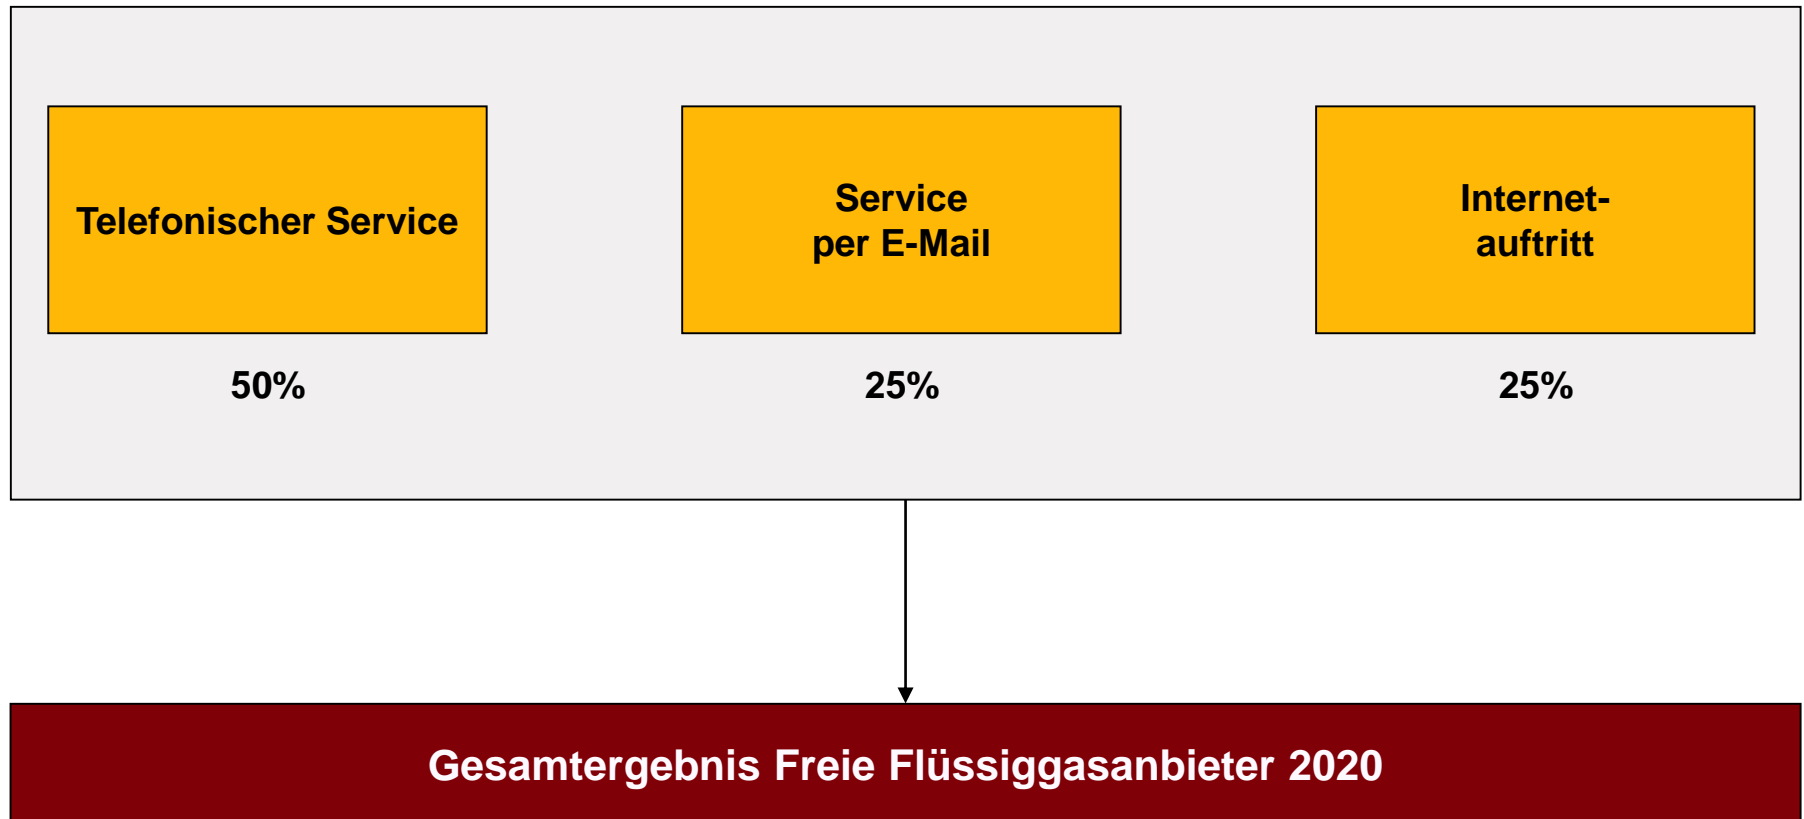 Telefonischer Service
Service
per E-Mail
Internet-
auftritt
50%
25%
25%
Gesamtergebnis Freie Flüssiggasanbieter 2020